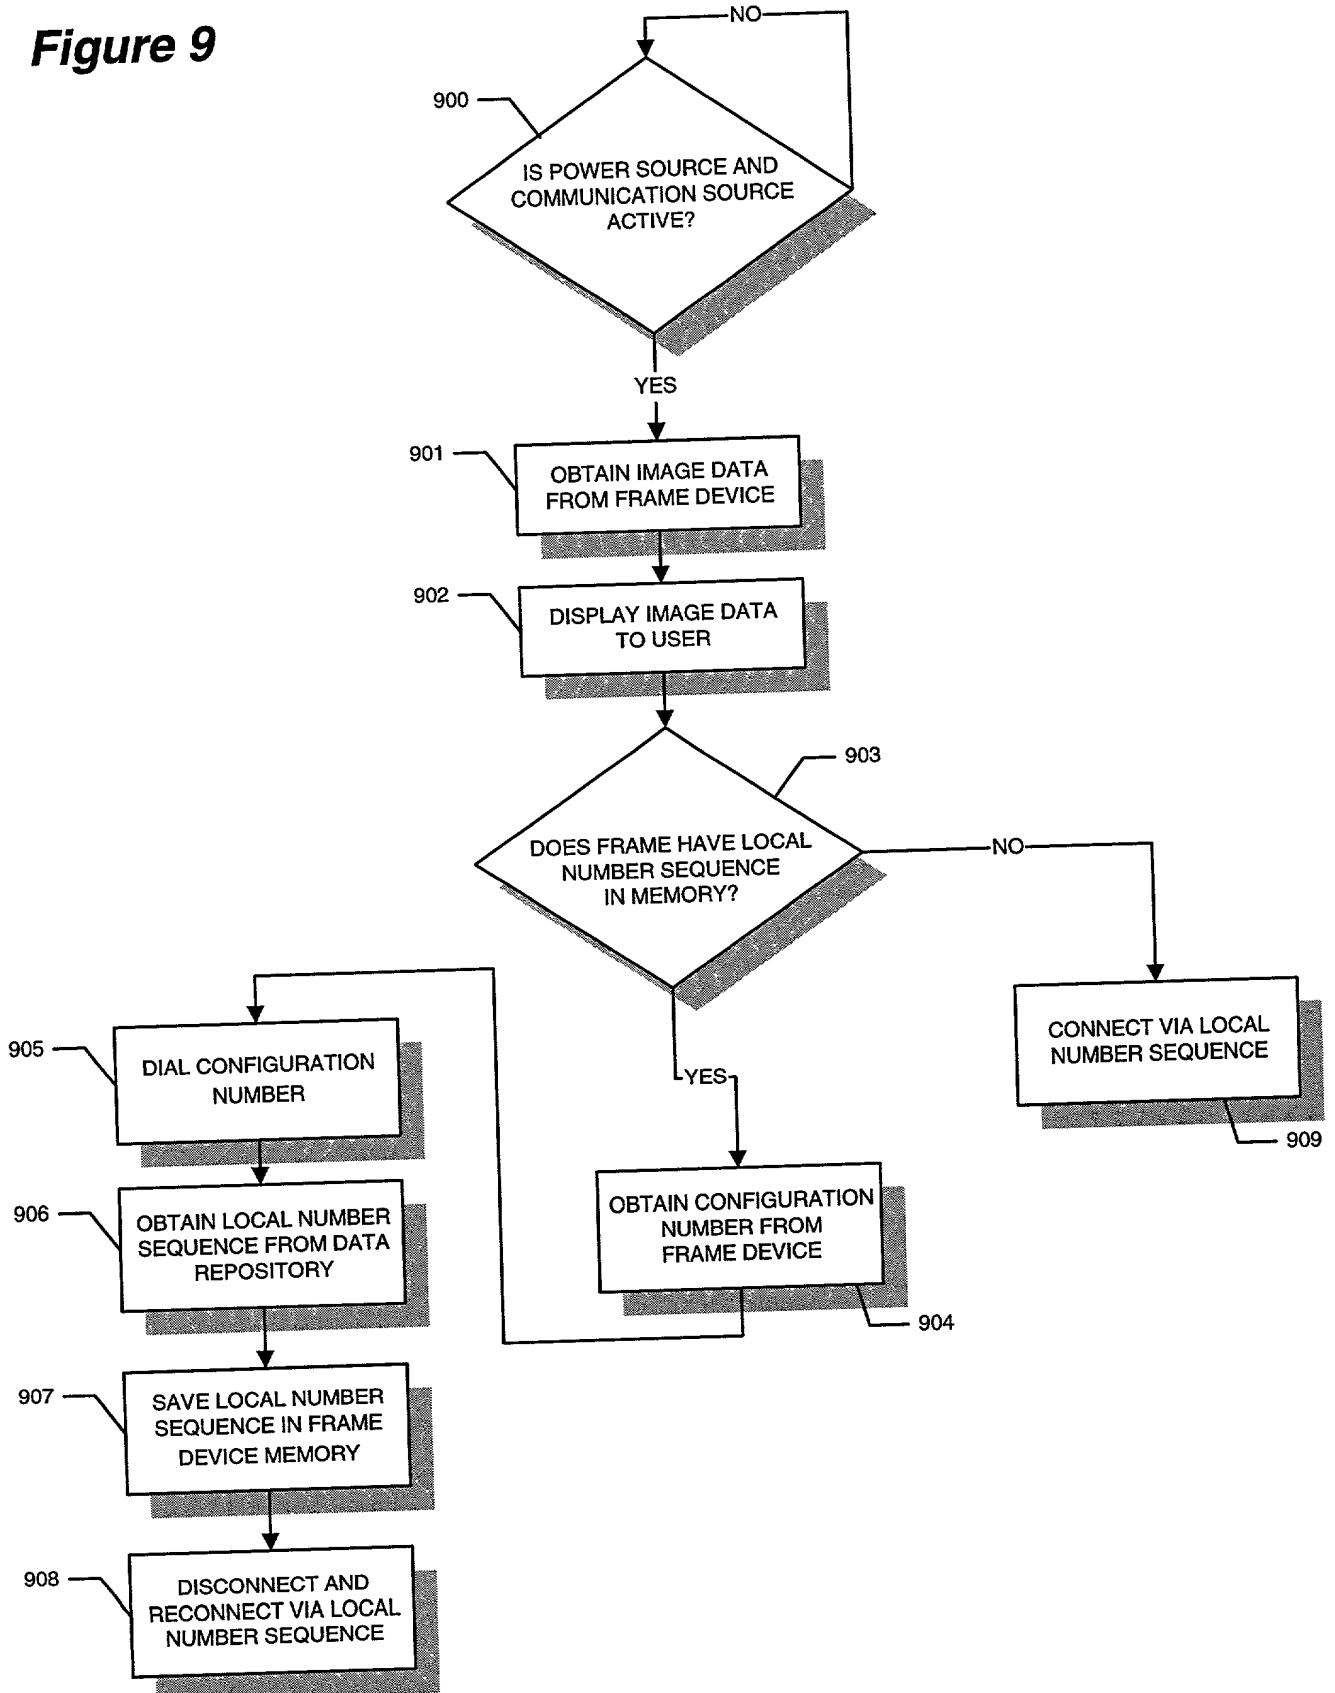 Figure 9
NO
900
IS POWER SOURCE AND
COMMUNICATION SOURCE
ACTIVE?
YES
901
OBTAIN IMAGE DATA
FROM FRAME DEVICE
902
DISPLAY IMAGE DATA
TO USER
903
DOES FRAME HAVE LOCAL
NUMBER SEQUENCE
IN MEMORY?
NO
CONNECT VIA LOCAL
NUMBER SEQUENCE
909
YES
OBTAIN CONFIGURATION
NUMBER FROM
FRAME DEVICE
904
905
DIAL CONFIGURATION
NUMBER
906
OBTAIN LOCAL NUMBER
SEQUENCE FROM DATA
REPOSITORY
907
SAVE LOCAL NUMBER
SEQUENCE IN FRAME
DEVICE MEMORY
908
DISCONNECT AND
RECONNECT VIA LOCAL
NUMBER SEQUENCE